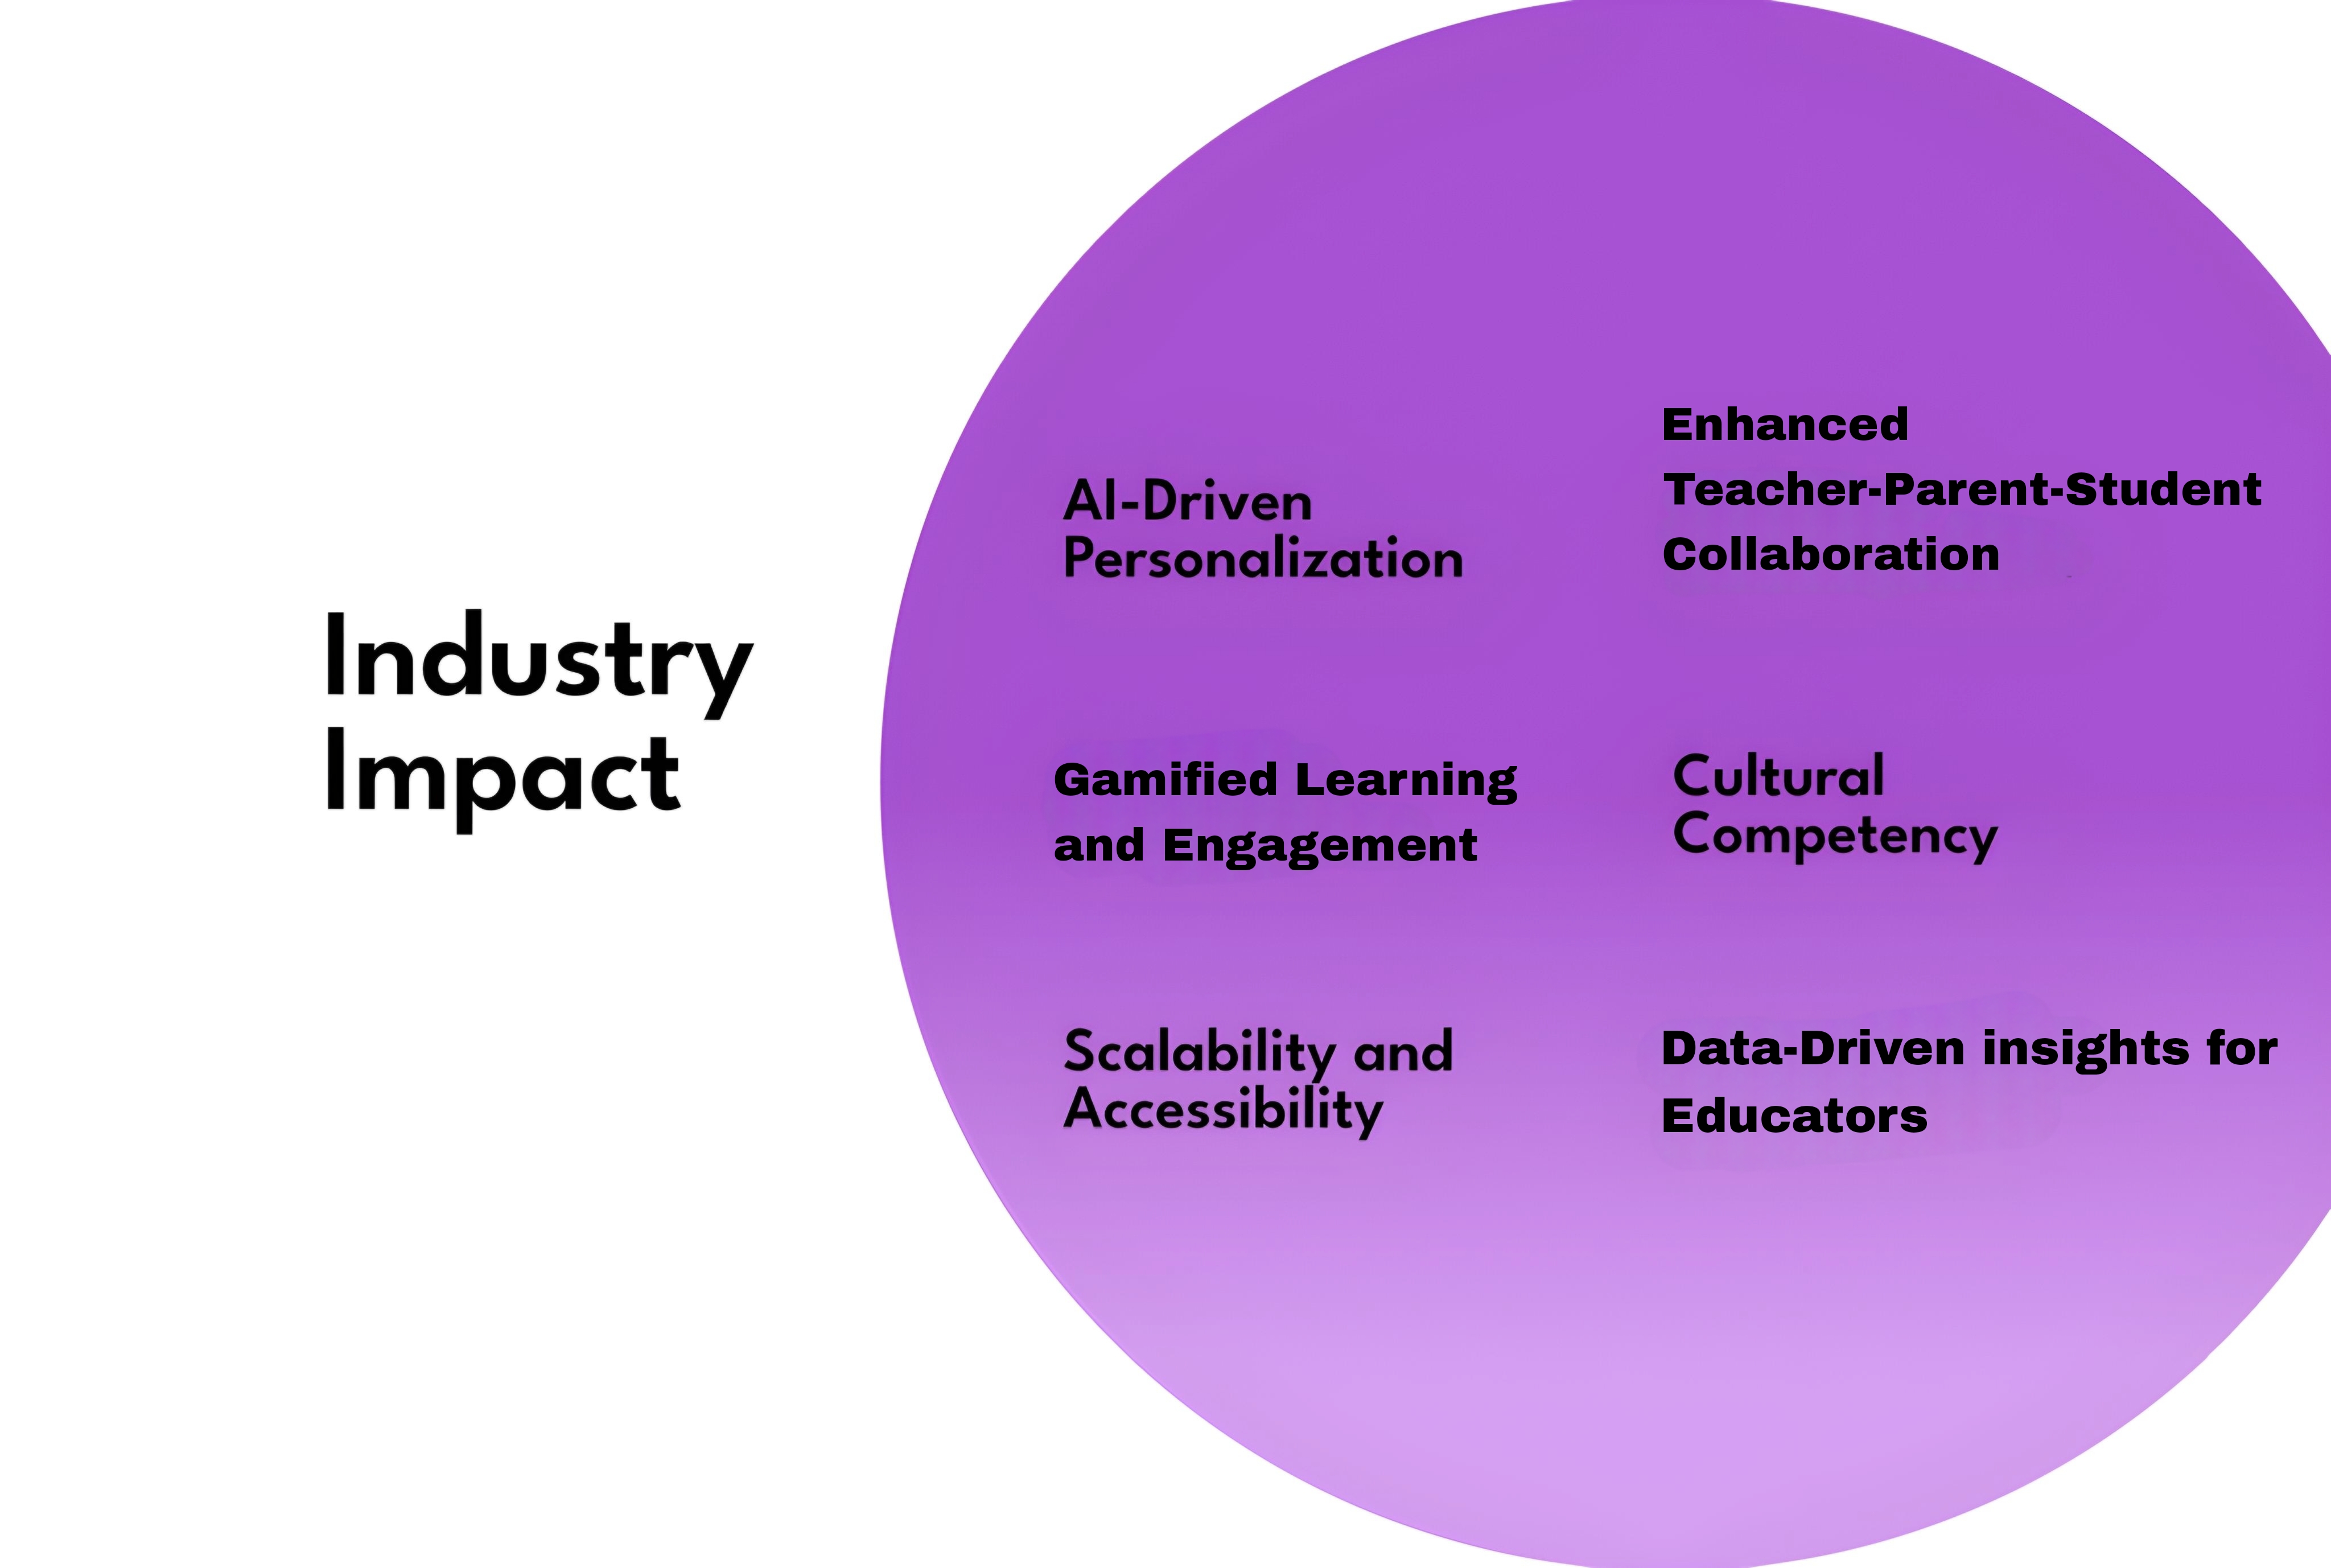 Industry
Impact
AI-Driven
Personalization
Enhanced
Teacher-Parent-Student
Collaboration
Gamified Learning
and Engagement
Cultural
Competency
Scalability and
Accessibility
Data-Driven insights for
Educators